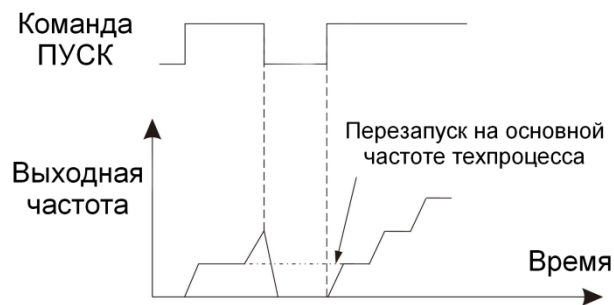 Команда
ПУСК
Перезапуск на основной
частоте техпроцесса
Выходная
частота
Время